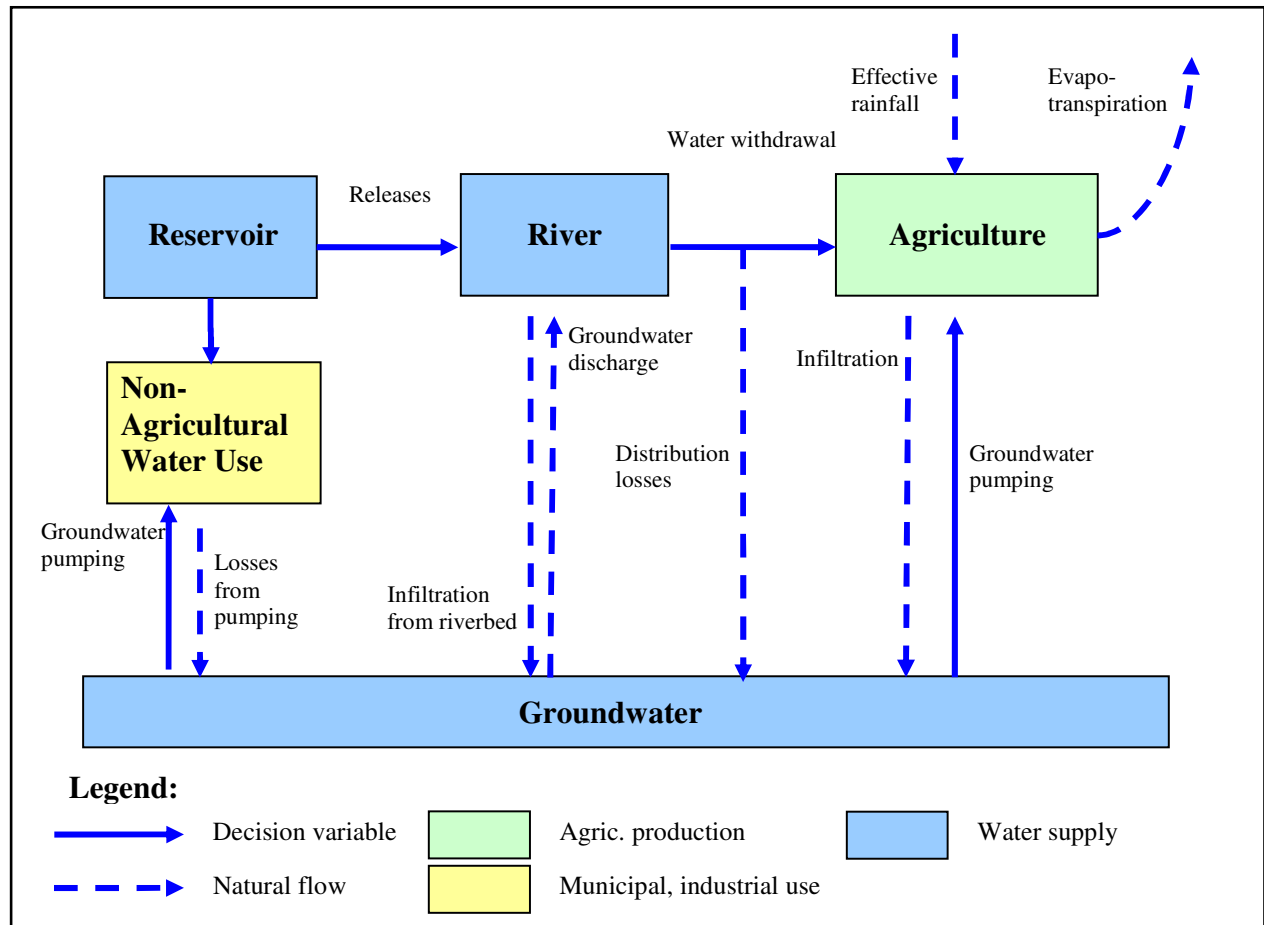 Effective
rainfall
Evapo-
transpiration
Water withdrawal
Releases
Reservoir
River
Agriculture
Groundwater
discharge
Infiltration
Non-
Agricultural
Water Use
Distribution
losses
Groundwater
pumping
Groundwater
pumping
Losses
from
pumping
Infiltration
from riverbed
Groundwater
Legend:
Decision variable
Agric. production
Water supply
Natural flow
Municipal, industrial use